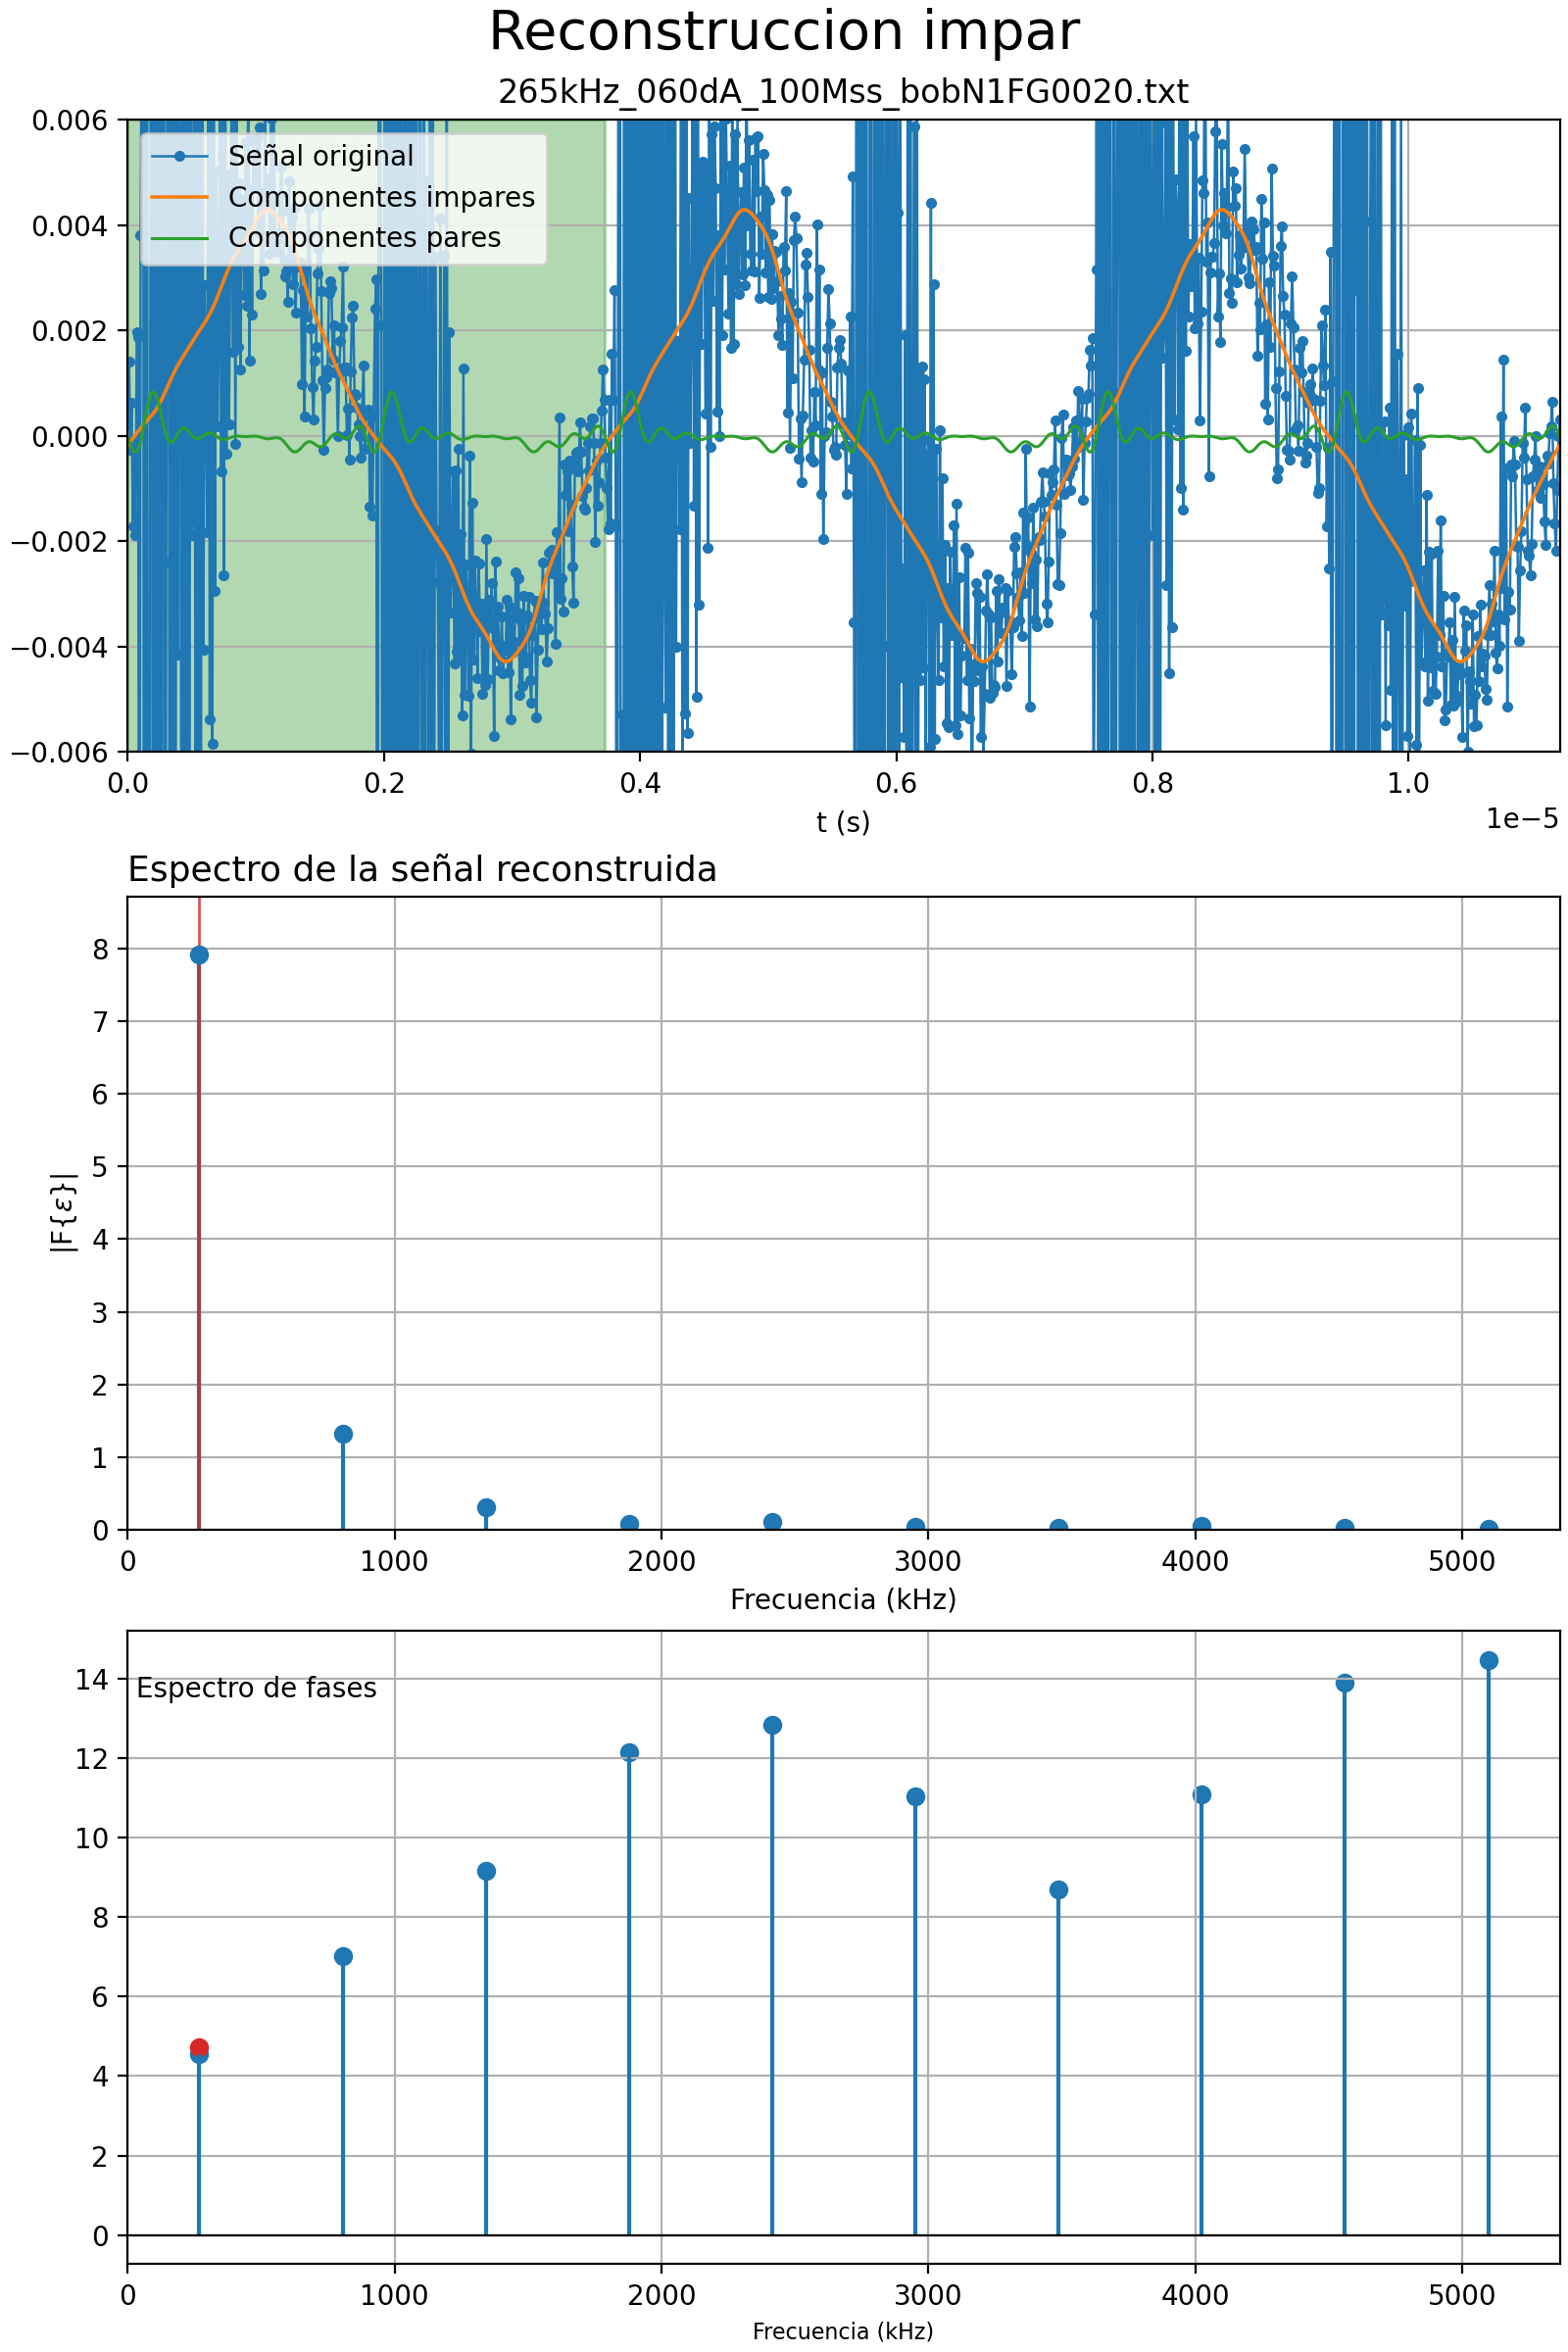 Reconstruccion impar
265kHz_060dA_100Mss_bobN1FG0020.txt
0.006
0.004
0.002
0.000
−0.002
−0.004
−0.006
Señal original
Componentes impares
Componentes pares
0.0 0.2 0.4 0.6 0.8 1.0
t (s)
1e−5
Espectro de la señal reconstruida
8
7
6
5
4
3
2
1
0
|F{ε}|
0 1000 2000 3000 4000 5000
Frecuencia (kHz)
14
12
10
8
6
4
2
0
Espectro de fases
0 1000 2000 3000 4000 5000
Frecuencia (kHz)